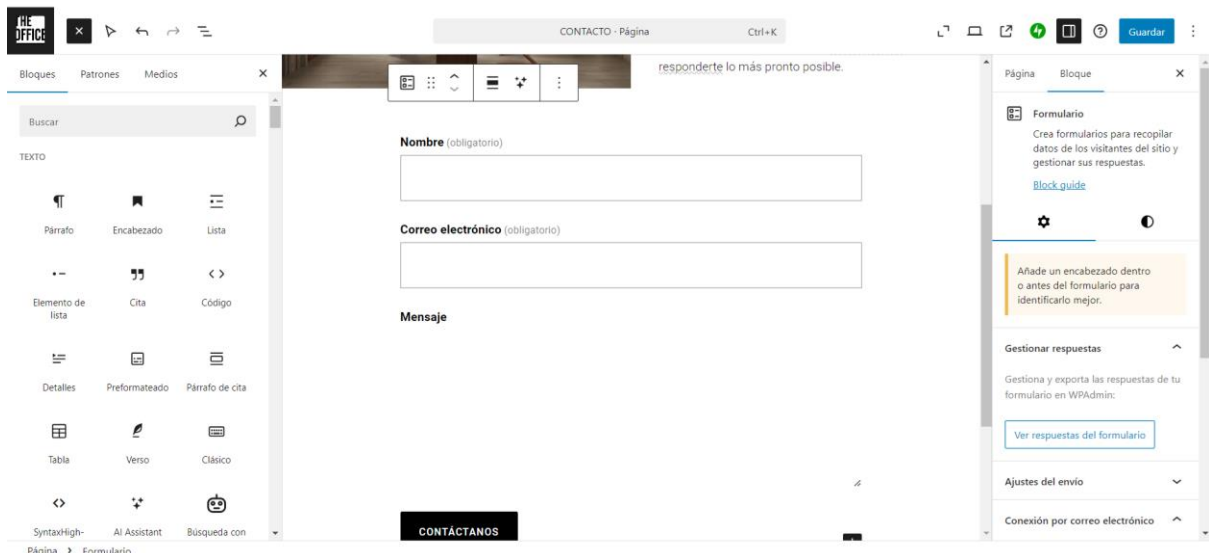 THE
OFFICE
CONTACTO · Página Ctrl+K
Guardar
Bloques Patrones Medios
Buscar
TEXTO
Párrafo Encabezado Lista
Elemento de
lista
Cita Código
Detalles Preformateado Párrafo de cita
Tabla Verso Clásico
SyntaxHigh- AI Assistant Búsqueda con
Página > Formulario
responderte lo más pronto posible.
Nombre (obligatorio)
Correo electrónico (obligatorio)
Mensaje
CONTÁCTANOS
Página Bloque
Formulario
Crea formularios para recopilar
datos de los visitantes del sitio y
gestionar sus respuestas.
Block guide
Añade un encabezado dentro
o antes del formulario para
identificarlo mejor.
Gestionar respuestas
Gestiona y exporta las respuestas de tu
formulario en WPAdmin:
Ver respuestas del formulario
Ajustes del envío
Conexión por correo electrónico